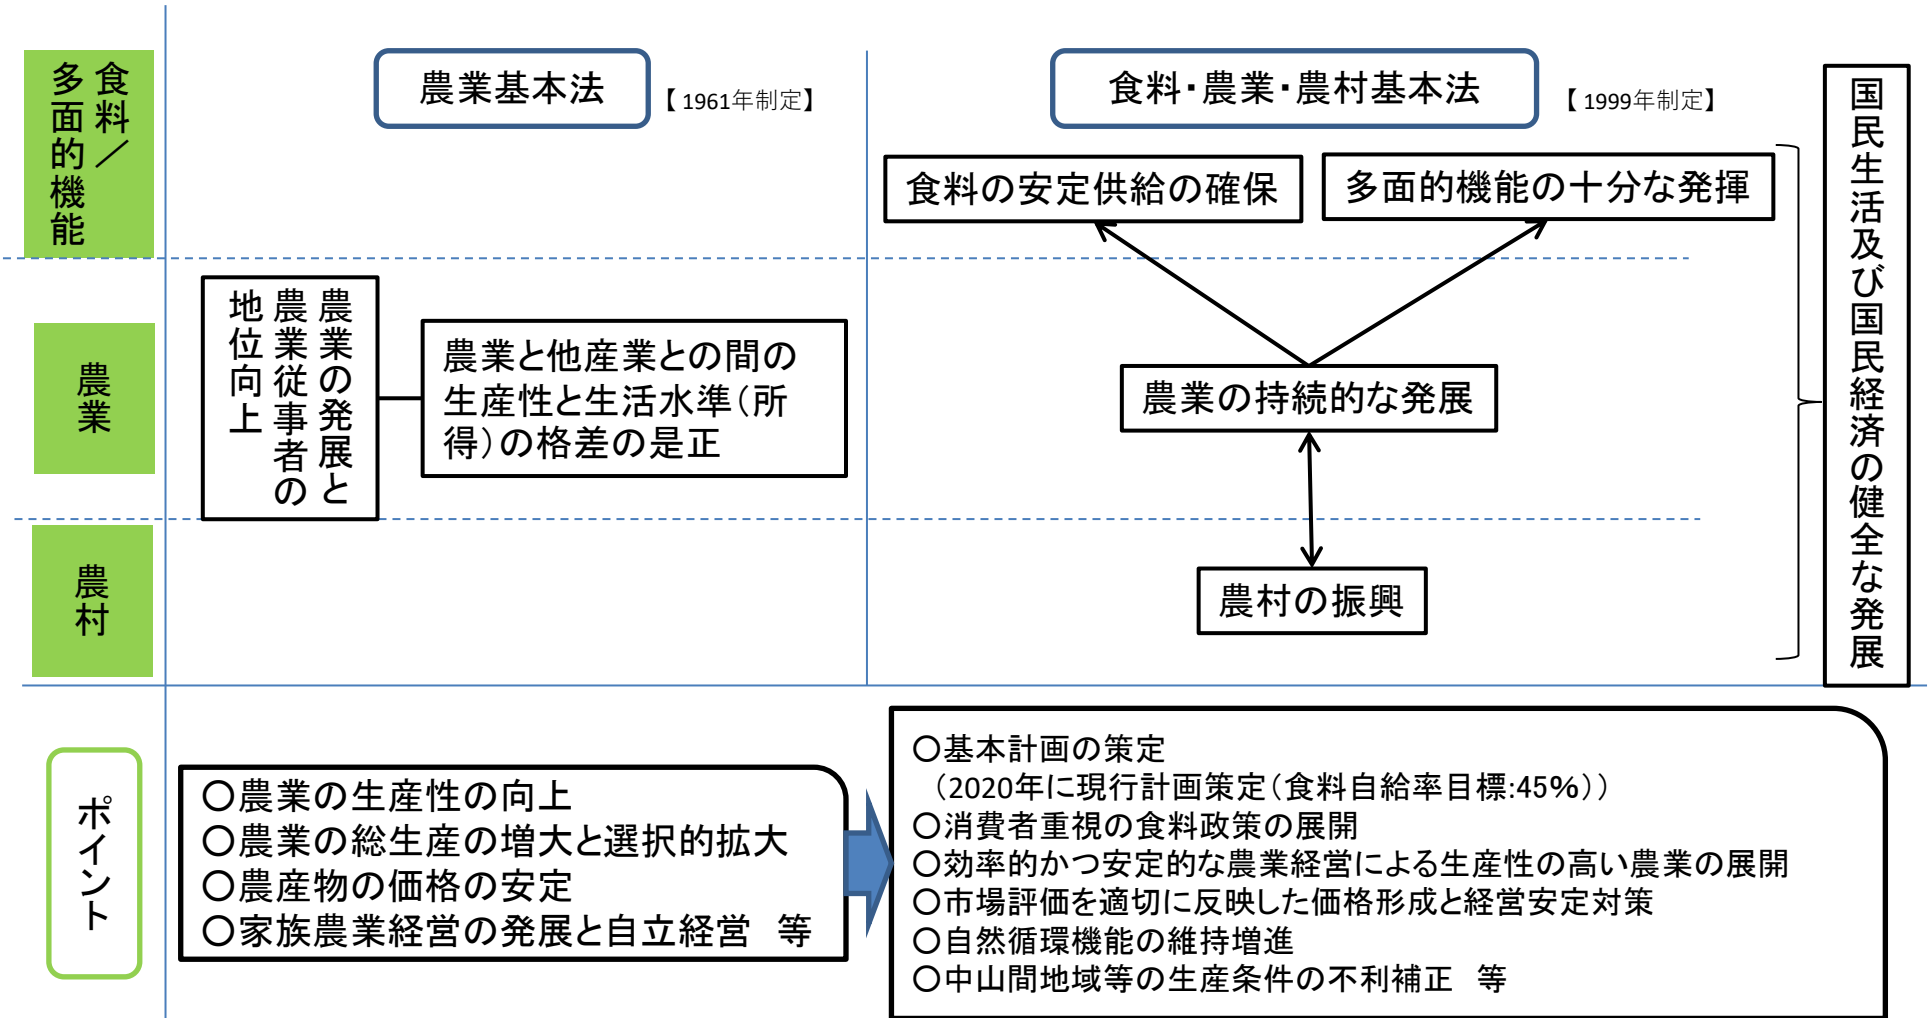 食料／
多面的機能
農業基本法
【 1961年制定】
食料・農業・農村基本法
【 1999年制定】
食料の安定供給の確保
多面的機能の十分な発揮
農業
農業の発展と
農業従事者の
地位向上
農業と他産業との間の
生産性と生活水準（所
得）の格差の是正
農業の持続的な発展
農村
農村の振興
国民生活及び国民経済の健全な発展
ポイント
○農業の生産性の向上
○農業の総生産の増大と選択的拡大
○農産物の価格の安定
○家族農業経営の発展と自立経営　等
○基本計画の策定
（2020年に現行計画策定（食料自給率目標:45%））
○消費者重視の食料政策の展開
○効率的かつ安定的な農業経営による生産性の高い農業の展開
○市場評価を適切に反映した価格形成と経営安定対策
○自然循環機能の維持増進
○中山間地域等の生産条件の不利補正　等